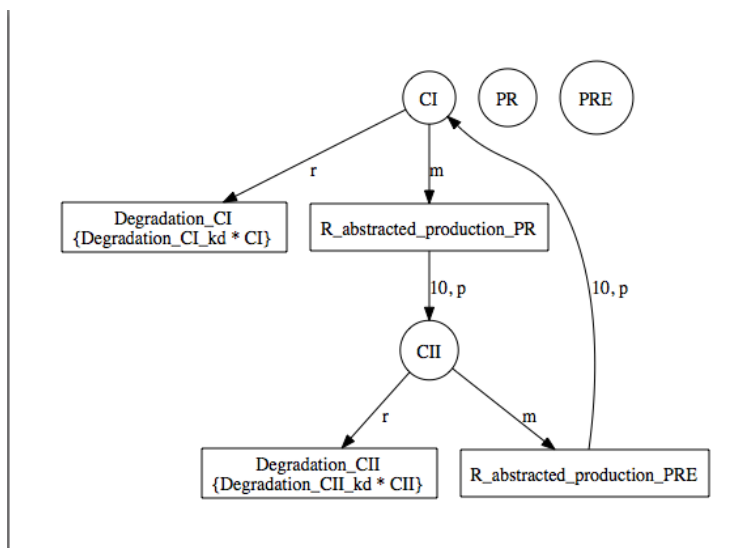 CI
PR
PRE
r
m
Degradation_CI
{Degradation_CI_kd * CI}
R_abstracted_production_PR
10, p
10, p
CII
r
m
Degradation_CII
{Degradation_CII_kd * CII}
R_abstracted_production_PRE